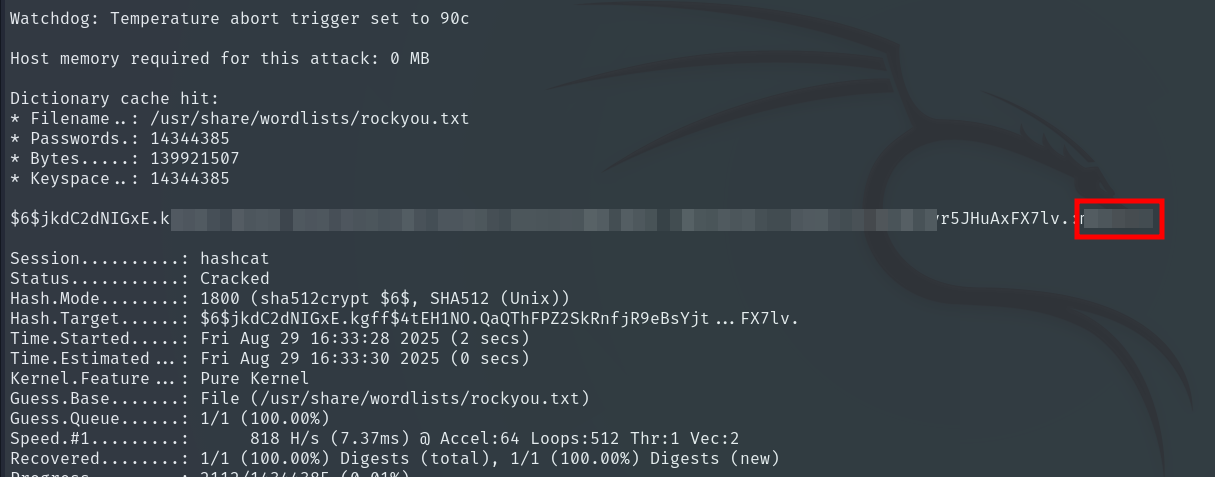 Watchdog: Temperature abort trigger set to 90c
Host memory required for this attack: 0 MB
Dictionary cache hit:
* Filename..: /usr/share/wordlists/rockyou.txt
* Passwords.: 14344385
* Bytes.....: 139921507
* Keyspace..: 14344385
$6$jkdC2dNIGxE.k yr5JHuAxFX7lv.:
Session..........: hashcat
Status...........: Cracked
Hash.Mode........: 1800 (sha512crypt $6$, SHA512 (Unix))
Hash.Target......: $6$jkdC2dNIGxE.kgff$4tEH1NO.QaQThFPZ2SkRnfjR9eBsYjt...FX7lv.
Time.Started.....: Fri Aug 29 16:33:28 2025 (2 secs)
Time.Estimated...: Fri Aug 29 16:33:30 2025 (0 secs)
Kernel.Feature...: Pure Kernel
Guess.Base.......: File (/usr/share/wordlists/rockyou.txt)
Guess.Queue......: 1/1 (100.00%)
Speed.#1.........:      818 H/s (7.37ms) @ Accel:64 Loops:512 Thr:1 Vec:2
Recovered........: 1/1 (100.00%) Digests (total), 1/1 (100.00%) Digests (new)
Progress.........: 2112/14344385 (0.01%)